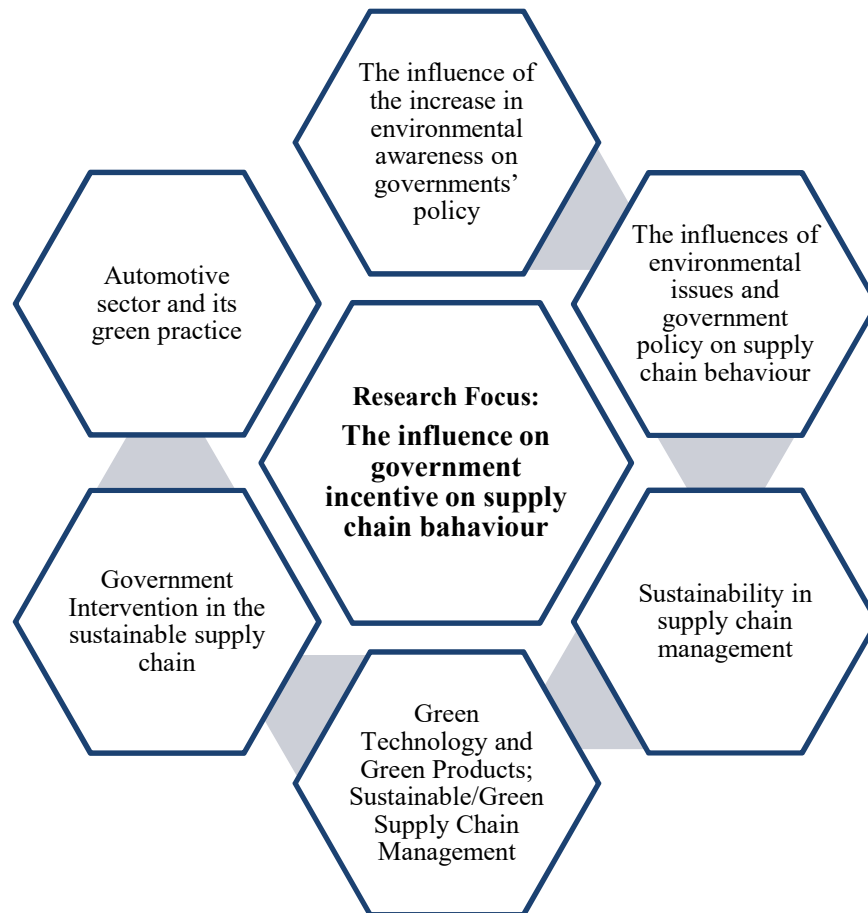 The influence of
the increase in
environmental
awareness on
governments’
policy
The influences of
environmental
issues and
government
policy on supply
chain behaviour
Sustainability in
supply chain
management
Green
Technology and
Green Products;
Sustainable/Green
Supply Chain
Management
Government
Intervention in the
sustainable supply
chain
Automotive
sector and its
green practice
Research Focus:
The influence on
government
incentive on supply
chain bahaviour